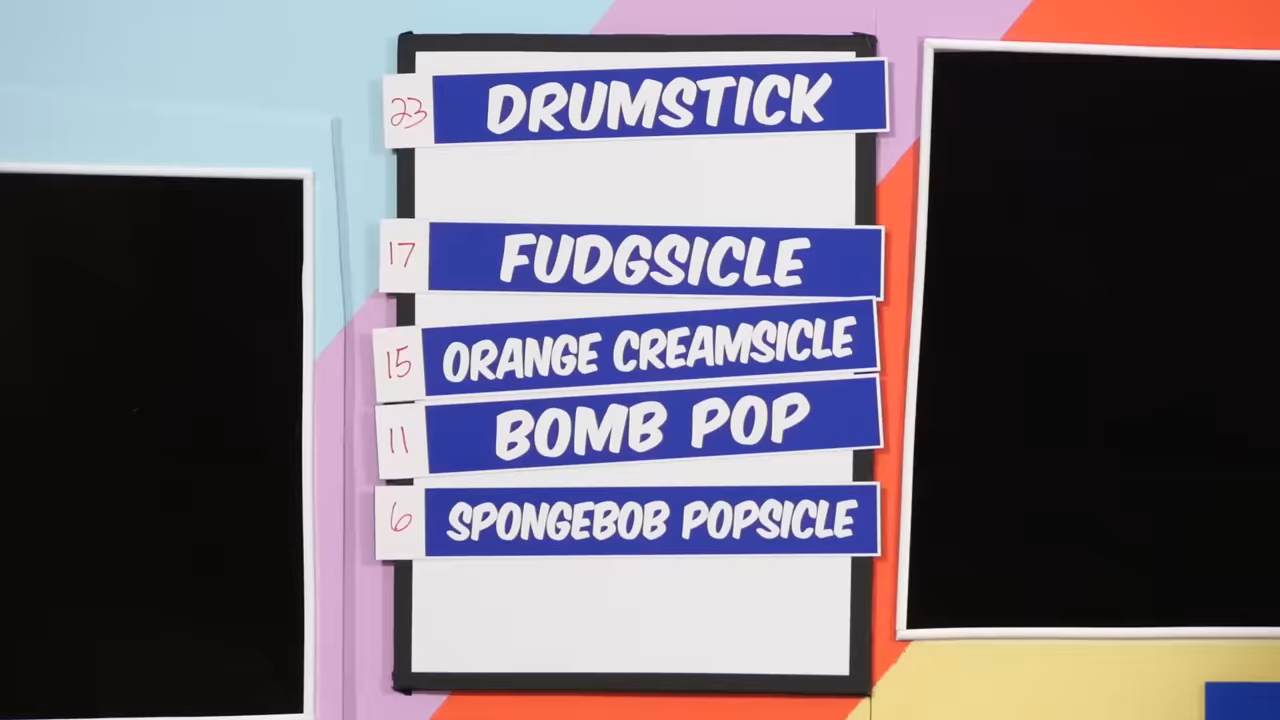 23 DRUMSTICK
17 FUDGSICLE
15 ORANGE CREAMSICLE
11 BOMB POP
6 SPONGEBOB POPSICLE